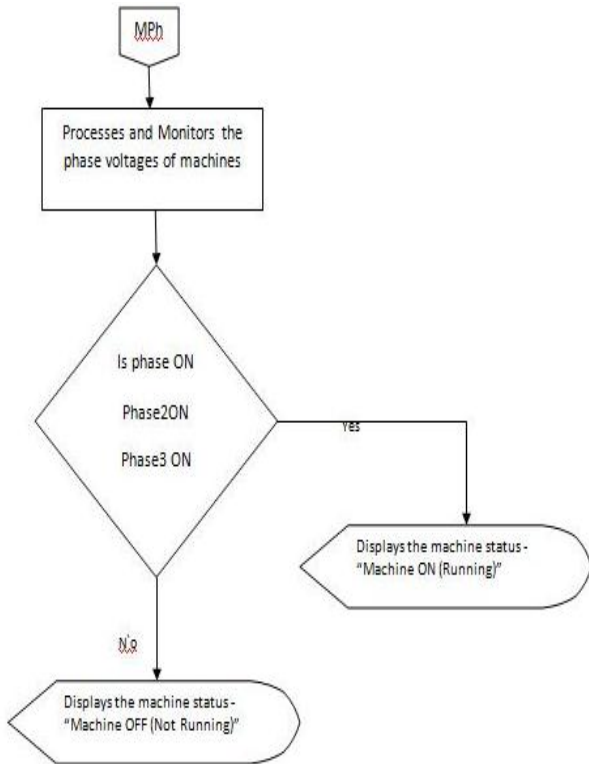 MPh
Processes and Monitors the
phase voltages of machines
Is phase ON
Phase2ON
Phase3 ON
Yes
Displays the machine status -
“Machine ON (Running)”
No
Displays the machine status -
“Machine OFF (Not Running)”